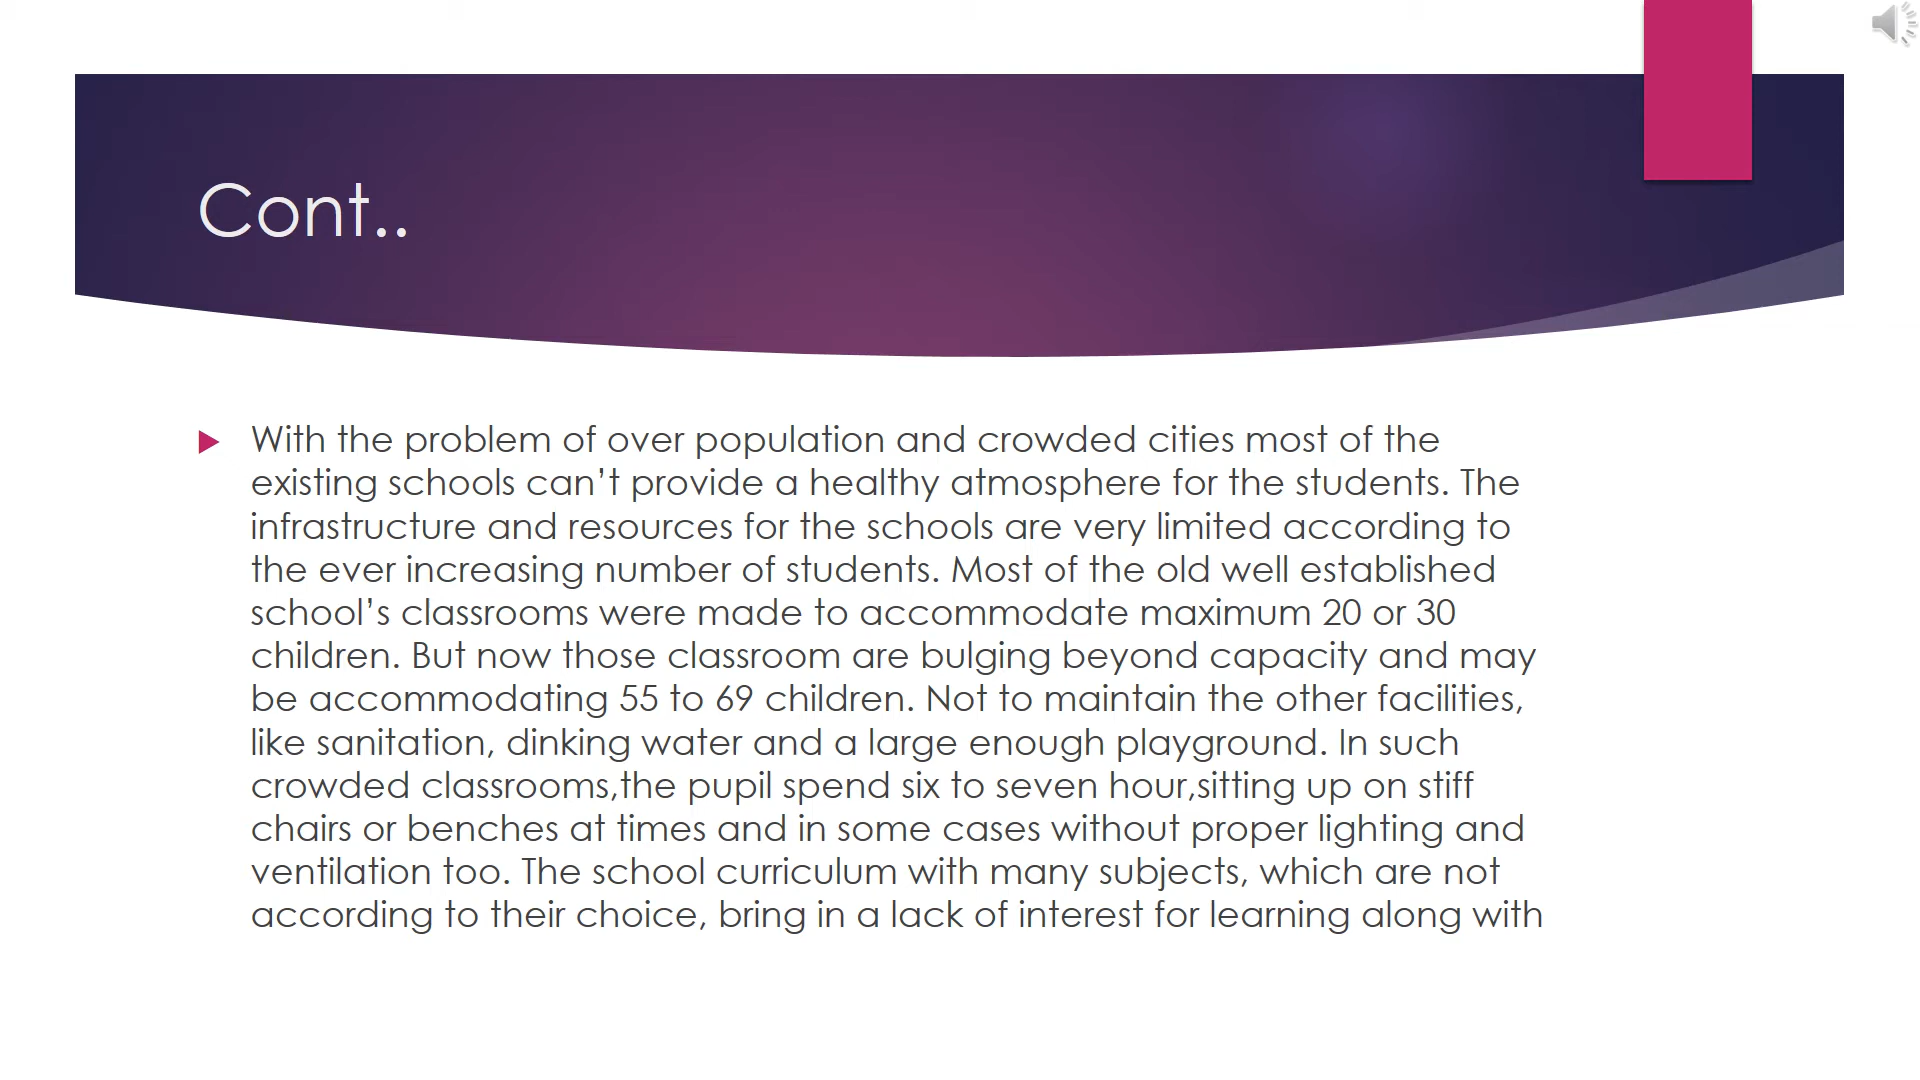 Cont..
With the problem of over population and crowded cities most of the
existing schools can’t provide a healthy atmosphere for the students. The
infrastructure and resources for the schools are very limited according to
the ever increasing number of students. Most of the old well established
school’s classrooms were made to accommodate maximum 20 or 30
children. But now those classroom are bulging beyond capacity and may
be accommodating 55 to 69 children. Not to maintain the other facilities,
like sanitation, dinking water and a large enough playground. In such
crowded classrooms,the pupil spend six to seven hour,sitting up on stiff
chairs or benches at times and in some cases without proper lighting and
ventilation too. The school curriculum with many subjects, which are not
according to their choice, bring in a lack of interest for learning along with